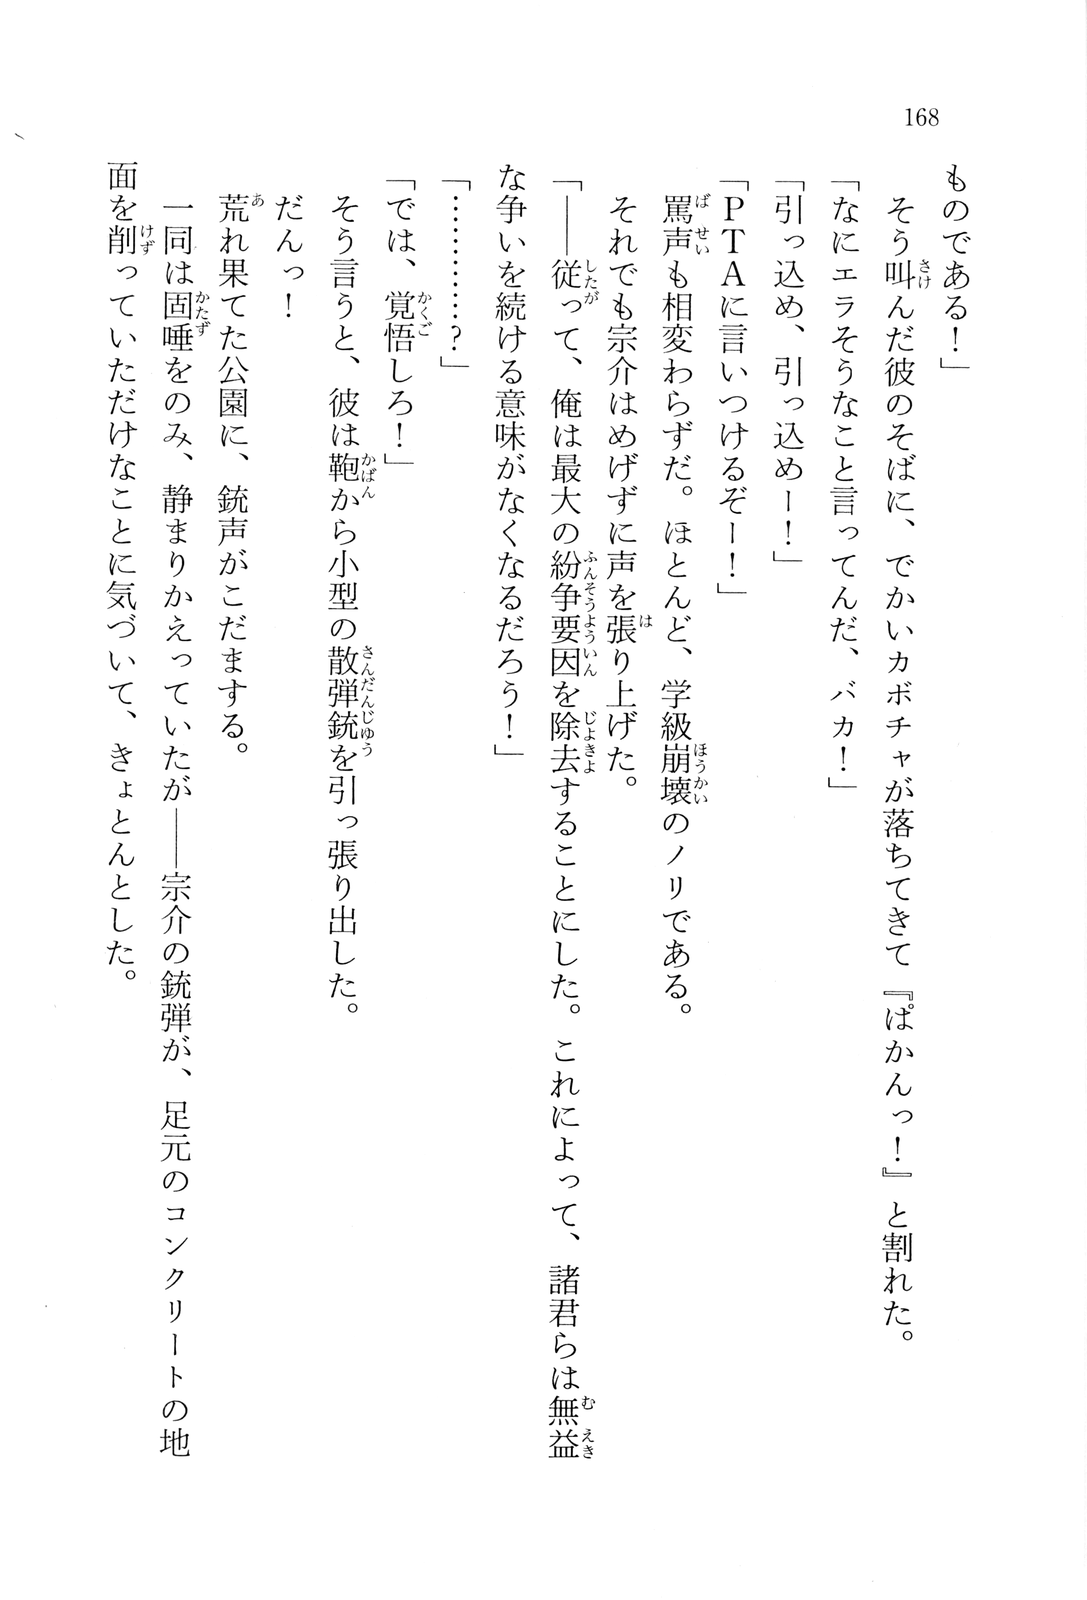 168
ものである！」
　そう叫んだ彼のそばに、でかいカボチャが落ちてきて『ぱかんっ！』と割れた。
「なにエラそうなこと言ってんだ、バカ！」
「引っ込め、引っ込めー！」
「ＰＴＡに言いつけるぞー！」
　罵声も相変わらずだ。ほとんど、学級崩壊のノリである。
　それでも宗介はめげずに声を張り上げた。
「――従って、俺は最大の紛争要因を除去することにした。これによって、諸君らは無益
な争いを続ける意味がなくなるだろう！」
「…………？」
「では、覚悟しろ！」
　そう言うと、彼は鞄から小型の散弾銃を引っ張り出した。
　だんっ！
　荒れ果てた公園に、銃声がこだまする。
　一同は固唾をのみ、静まりかえっていたが――宗介の銃弾が、足元のコンクリートの地
面を削っていただけなことに気づいて、きょとんとした。